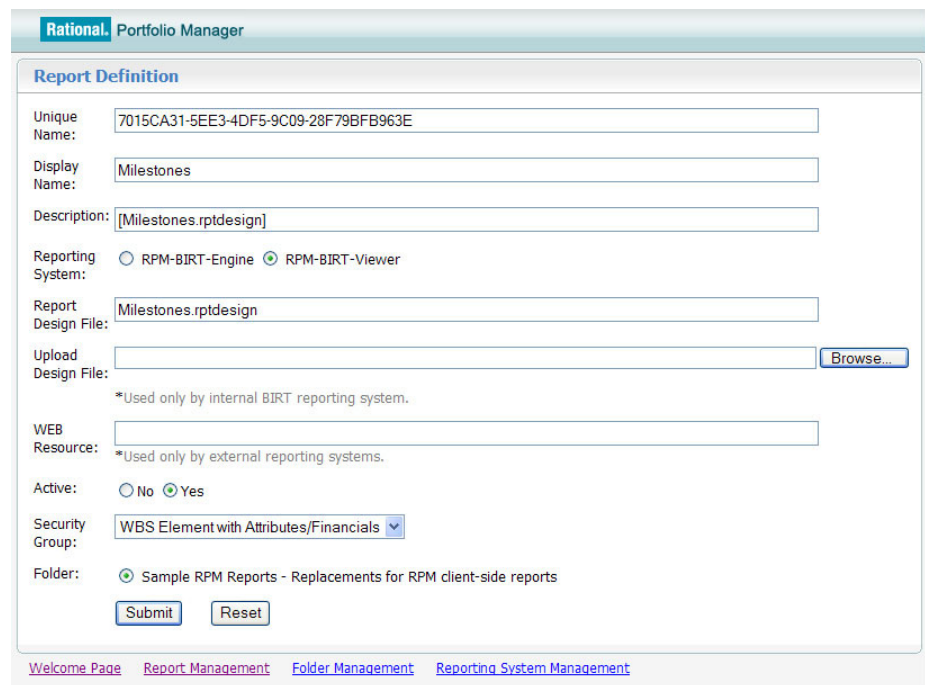 Rational. Portfolio Manager
Report Definition
Unique Name: 7015CA31-5EE3-4DF5-9C09-28F79BFB963E
Display Name: Milestones
Description: [Milestones.rptdesign]
Reporting System: RPM-BIRT-Engine RPM-BIRT-Viewer
Report Design File: Milestones.rptdesign
Upload Design File: Browse...
*Used only by internal BIRT reporting system.
WEB Resource:
*Used only by external reporting systems.
Active: No Yes
Security Group: WBS Element with Attributes/Financials
Folder: Sample RPM Reports - Replacements for RPM client-side reports
Submit Reset
Welcome Page Report Management Folder Management Reporting System Management